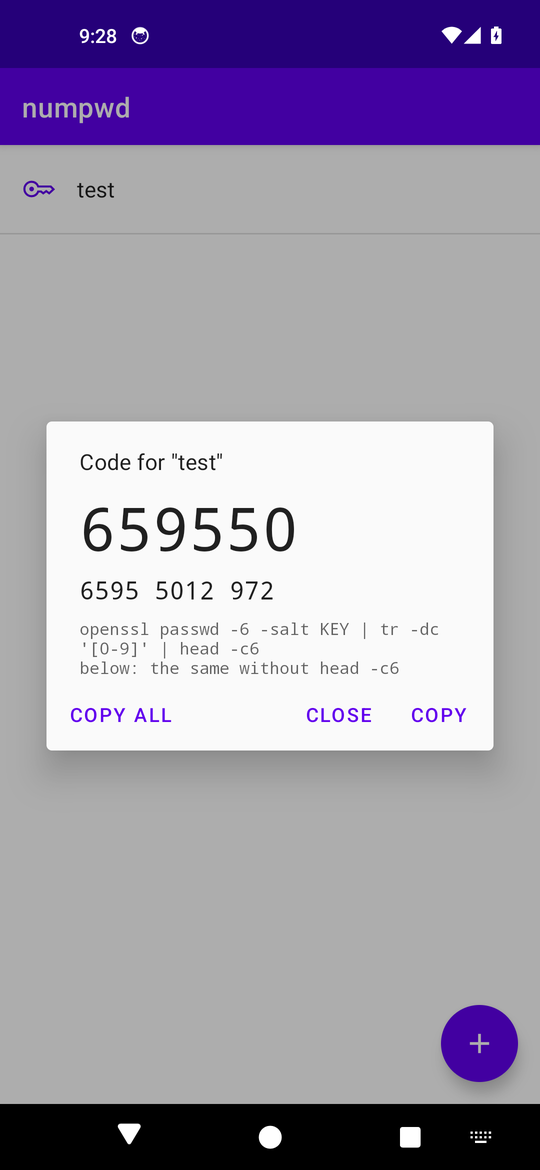 9:28
numpwd
test
Code for "test"
659550
6595 5012 972
openssl passwd -6 -salt KEY | tr -dc
'[O-9]' | head -c6
below: the same without head -c6
COPY ALL
CLOSE
COPY